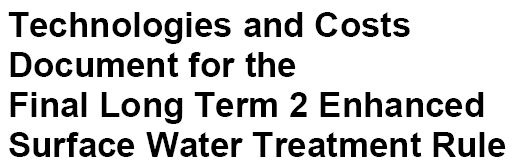 Technologies and Costs
Document for the
Final Long Term 2 Enhanced
Surface Water Treatment Rule